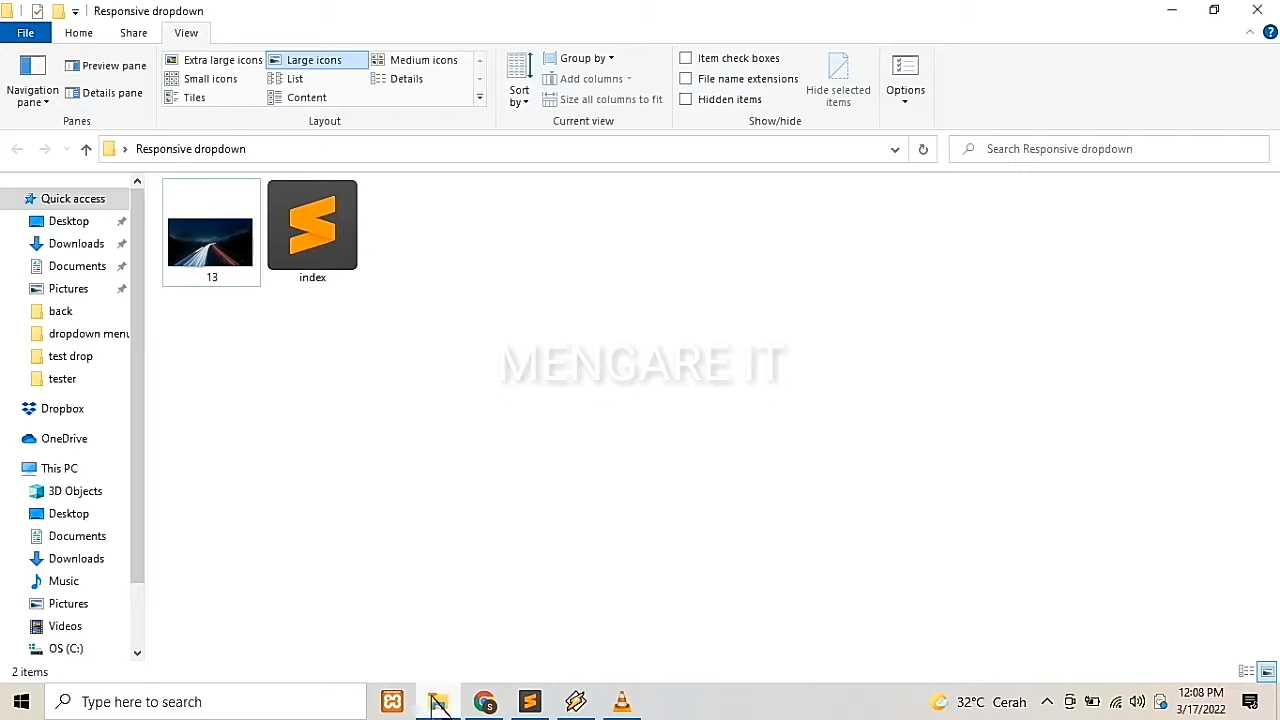 Responsive dropdown
File Home Share View
Navigation pane
Preview pane
Details pane
Panes
Extra large icons Large icons Medium icons
Small icons List Details
Tiles Content
Layout
Sort by
Group by
Add columns
Size all columns to fit
Current view
Item check boxes
File name extensions
Hidden items
Hide selected items
Show/hide
Options
Responsive dropdown
Search Responsive dropdown
Quick access
Desktop
Downloads
Documents
Pictures
back
dropdown menu
test drop
tester
Dropbox
OneDrive
This PC
3D Objects
Desktop
Documents
Downloads
Music
Pictures
Videos
OS (C:)
13
index
MENGARE IT
2 items
Type here to search
32°C Cerah
12:08 PM
3/17/2022